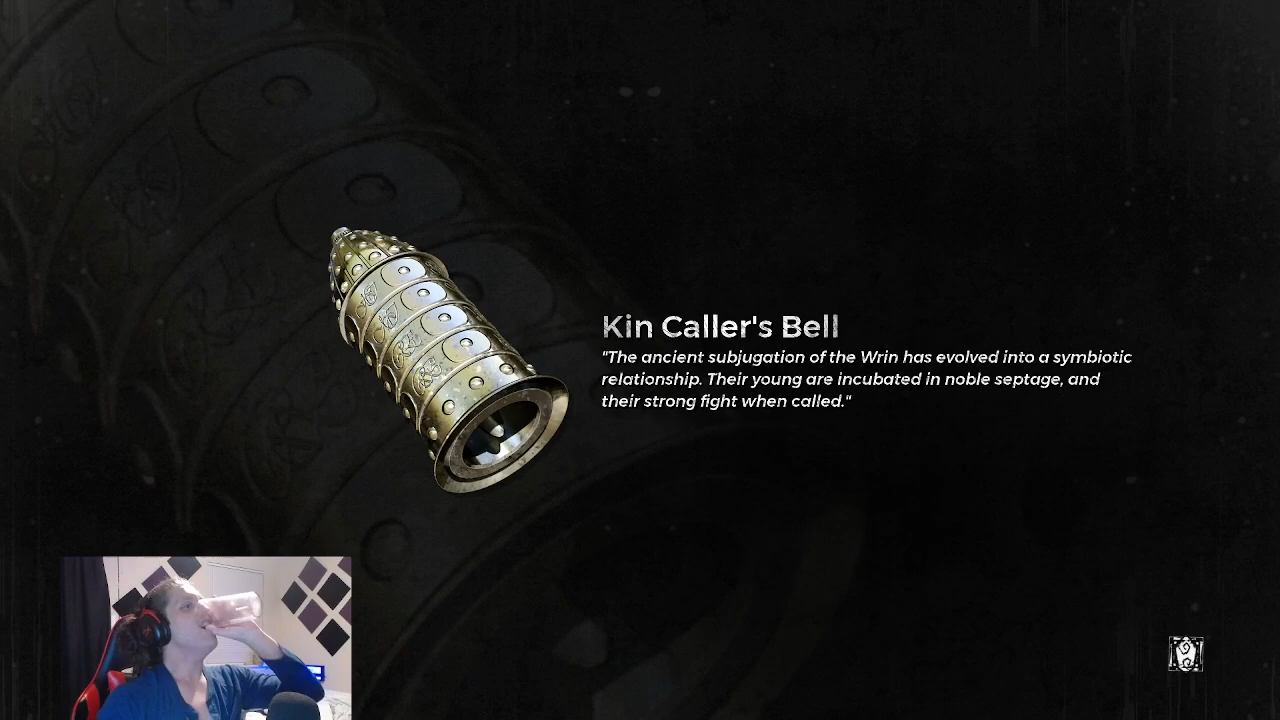 Kin Caller's Bell
"The ancient subjugation of the Wrin has evolved into a symbiotic
relationship. Their young are incubated in noble septage, and
their strong fight when called."